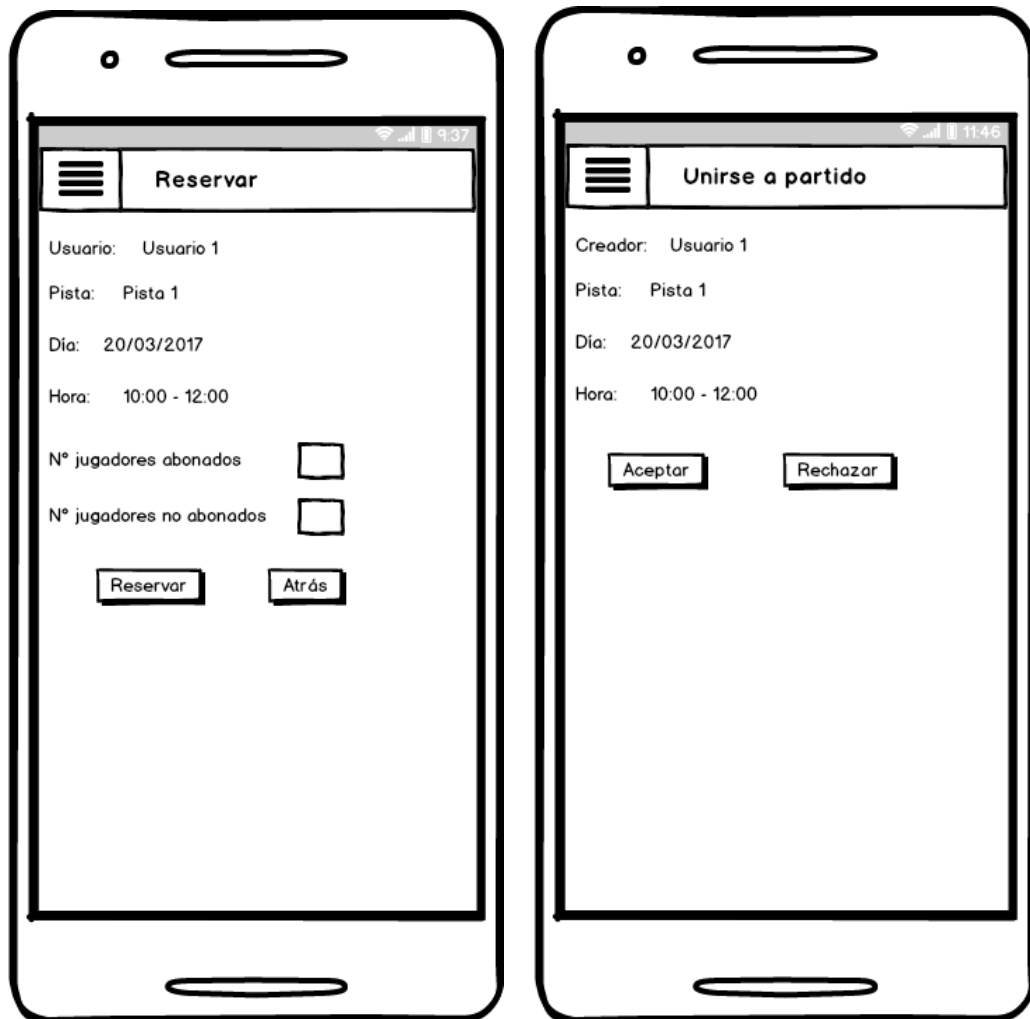 9:37
Reservar
Usuario: Usuario 1
Pista: Pista 1
Día: 20/03/2017
Hora: 10:00 - 12:00
Nº jugadores abonados
Nº jugadores no abonados
Reservar Atrás
11:46
Unirse a partido
Creador: Usuario 1
Pista: Pista 1
Día: 20/03/2017
Hora: 10:00 - 12:00
Aceptar Rechazar